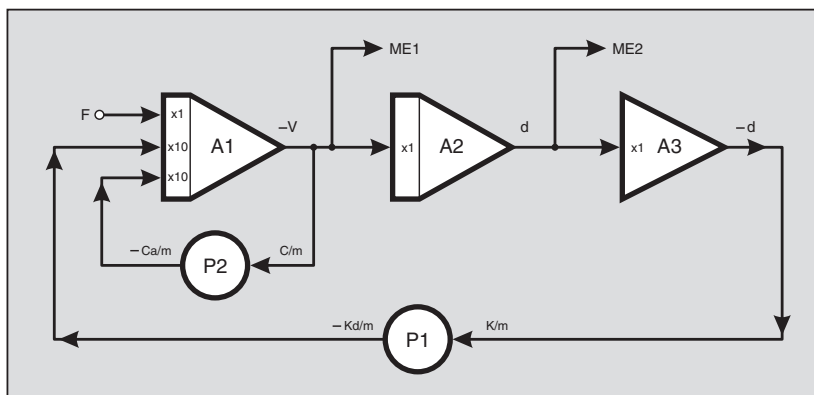 ME1
ME2
F
x1
x10
x10
A1
–V
x1
A2
d
x1
A3
–d
–Ca/m
P2
C/m
–Kd/m
P1
K/m